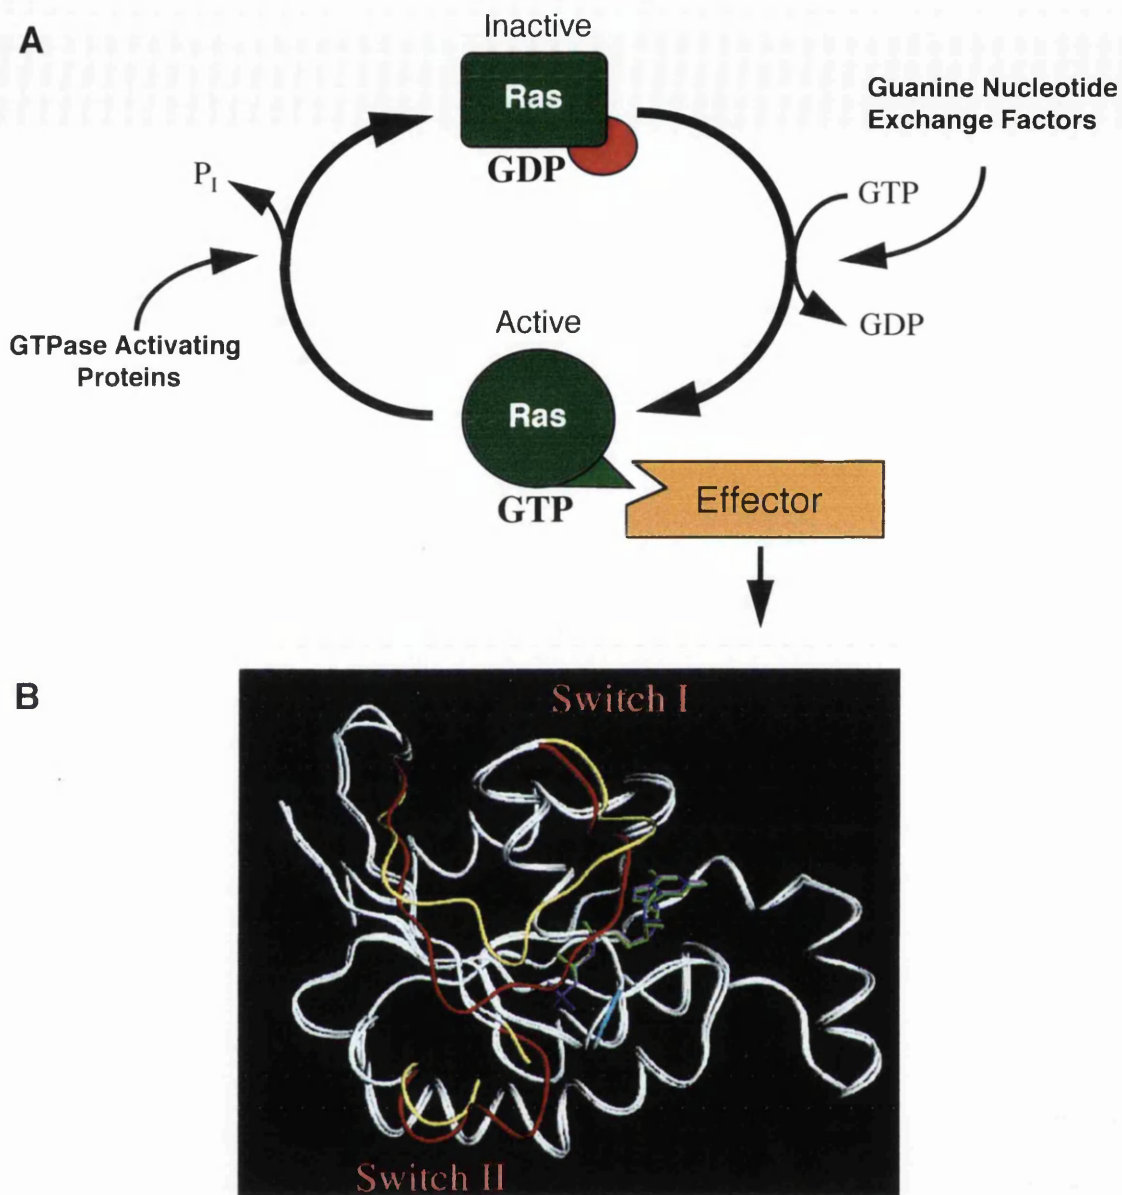 A
Inactive
Ras
GDP
Guanine Nucleotide
Exchange Factors
P_I
GTP
GDP
GTPase Activating
Proteins
Active
Ras
GTP
Effector
B
Switch I
Switch II